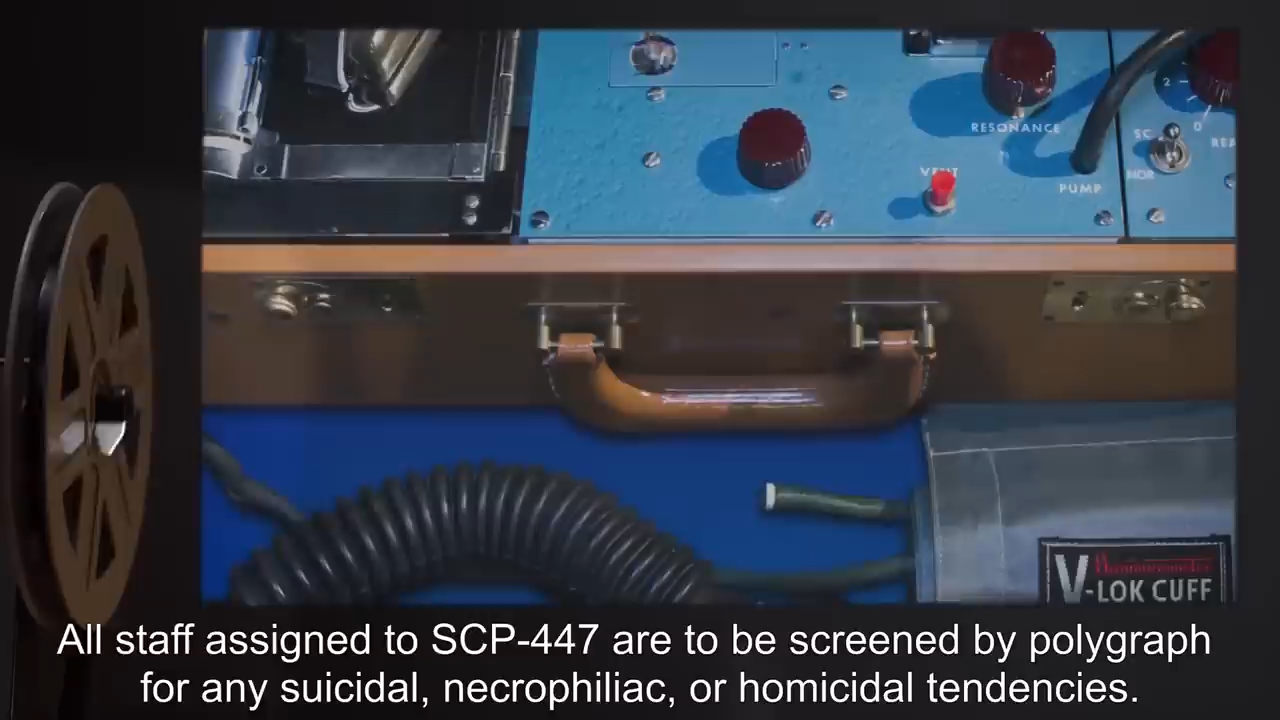 RESONANCE
VENT
PUMP
2
0
SC
NOR
V
-LOK CUFF
All staff assigned to SCP-447 are to be screened by polygraph
for any suicidal, necrophiliac, or homicidal tendencies.